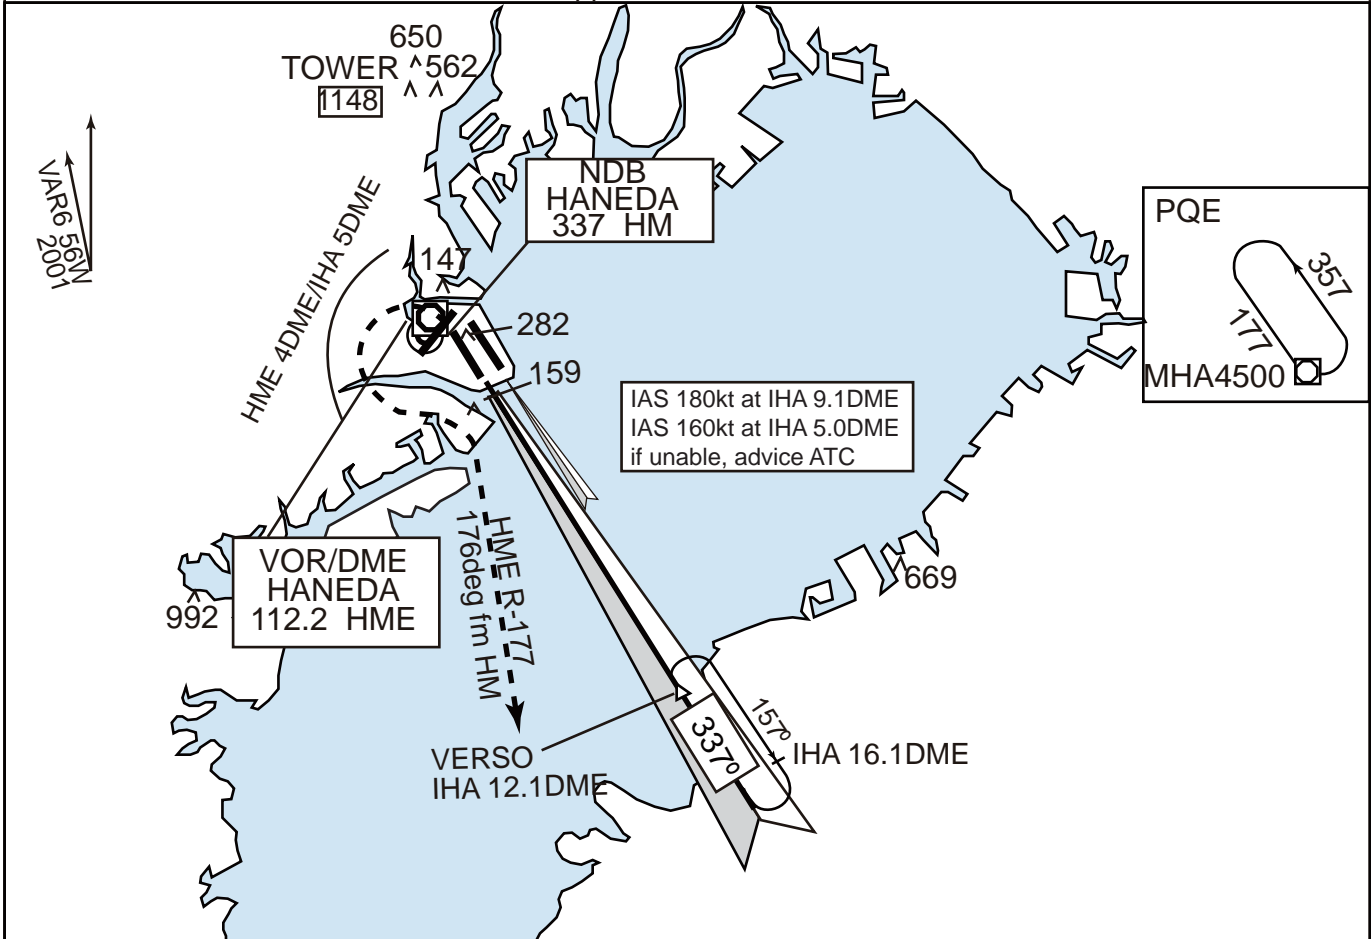 650
TOWER ^562
1148
VAR6 56W
2001
HME 4DME/IHA 5DME
NDB
HANEDA
337 HM
147
282
159
PQE
357
177
MHA4500
IAS 180kt at IHA 9.1DME
IAS 160kt at IHA 5.0DME
if unable, advice ATC
VOR/DME
HANEDA
112.2 HME
992
HME R-177
176deg fm HM
669
VERSO
IHA 12.1DME
337º
157º
IHA 16.1DME